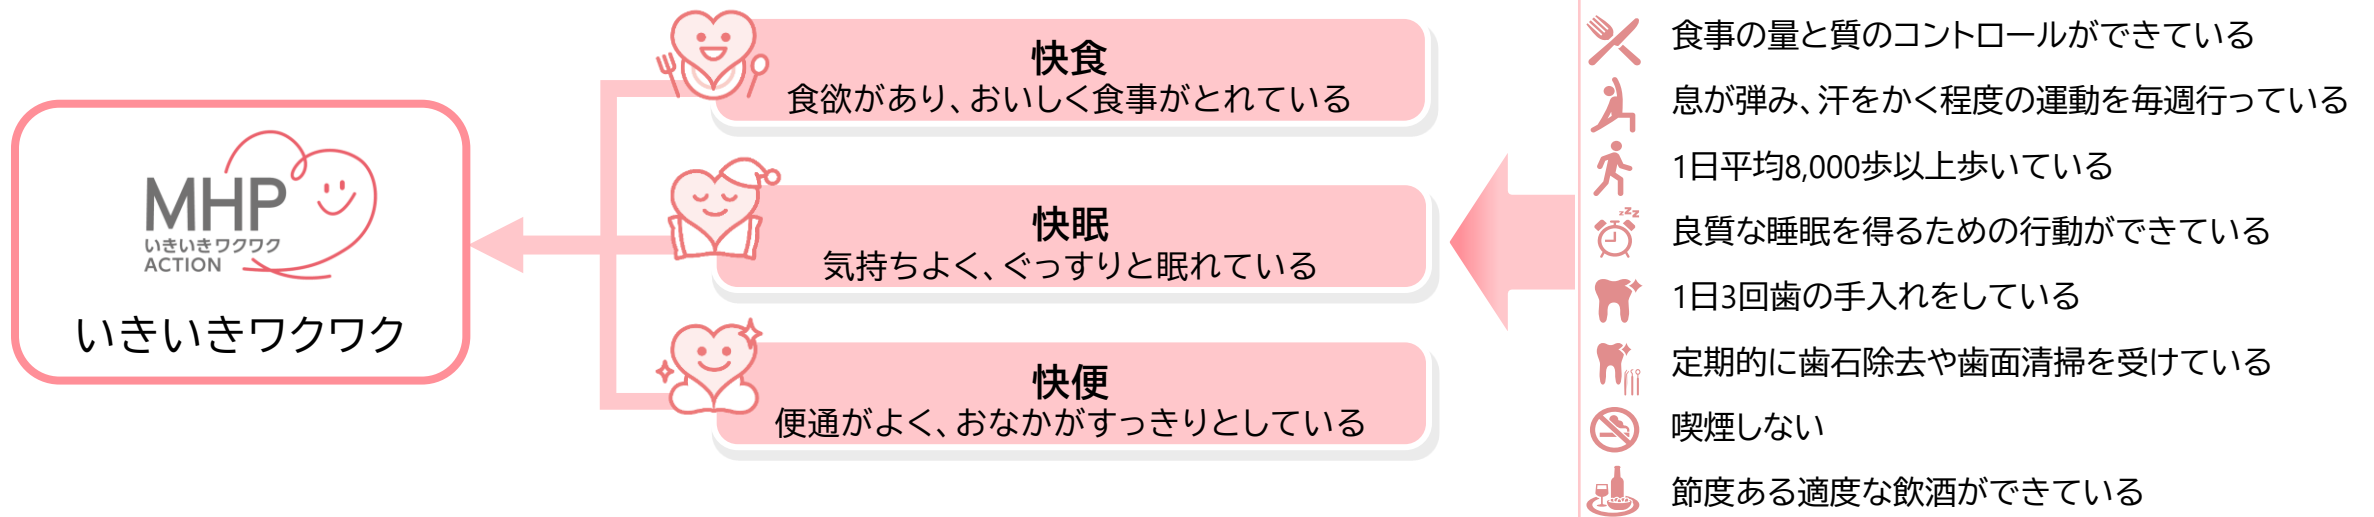 MHP
いきいきワクワク
ACTION
いきいきワクワク
快食
食欲があり、おいしく食事がとれている
快眠
気持ちよく、ぐっすりと眠れている
快便
便通がよく、おなかがすっきりとしている
食事の量と質のコントロールができている
息が弾み、汗をかく程度の運動を毎週行っている
1日平均8,000歩以上歩いている
zzz
良質な睡眠を得るための行動ができている
1日3回歯の手入れをしている
定期的に歯石除去や歯面清掃を受けている
喫煙しない
節度ある適度な飲酒ができている